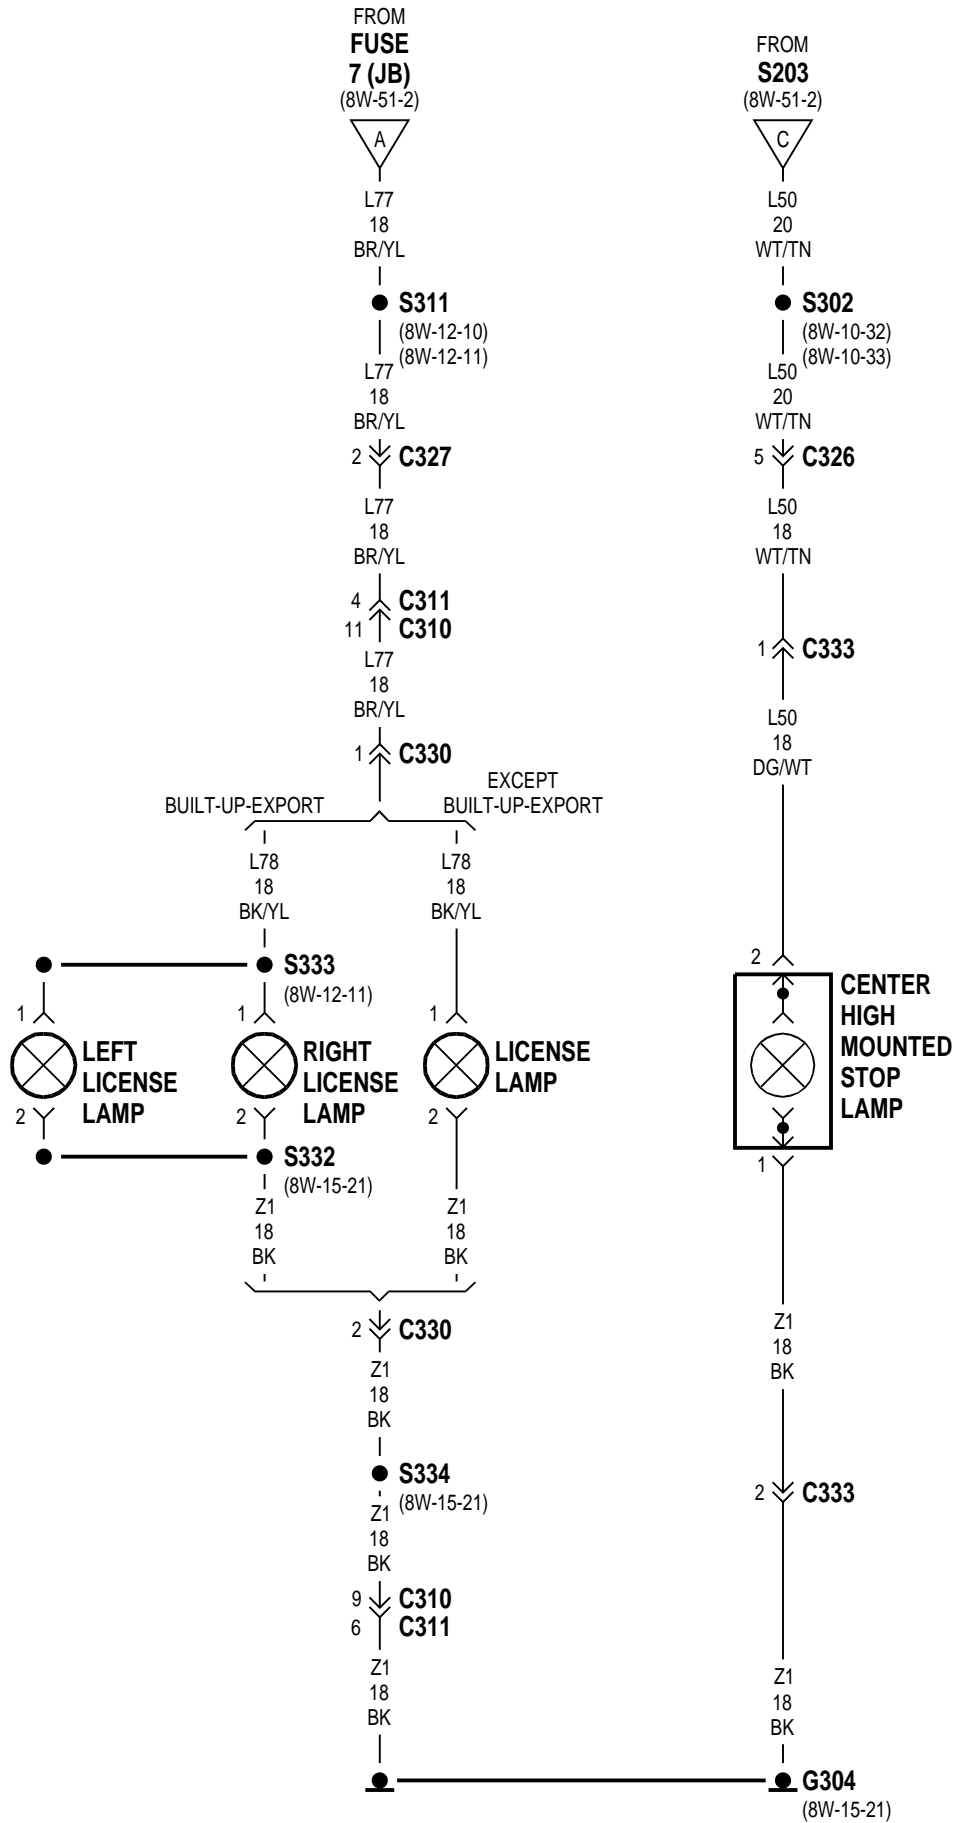 FROM
FUSE
7 (JB)
(8W-51-2)
A
L77
18
BR/YL
S311
(8W-12-10)
(8W-12-11)
L77
18
BR/YL
2 C327
L77
18
BR/YL
4 C311
11 C310
L77
18
BR/YL
1 C330
BUILT-UP-EXPORT
EXCEPT
BUILT-UP-EXPORT
L78
18
BK/YL
L78
18
BK/YL
S333
(8W-12-11)
1
1
1
LEFT
LICENSE
LAMP
RIGHT
LICENSE
LAMP
LICENSE
LAMP
2
2
2
S332
(8W-15-21)
Z1
18
BK
Z1
18
BK
2 C330
Z1
18
BK
S334
(8W-15-21)
Z1
18
BK
9 C310
6 C311
Z1
18
BK
FROM
S203
(8W-51-2)
C
L50
20
WT/TN
S302
(8W-10-32)
(8W-10-33)
L50
20
WT/TN
5 C326
L50
18
WT/TN
1 C333
L50
18
DG/WT
2
CENTER
HIGH
MOUNTED
STOP
LAMP
1
Z1
18
BK
2 C333
Z1
18
BK
G304
(8W-15-21)